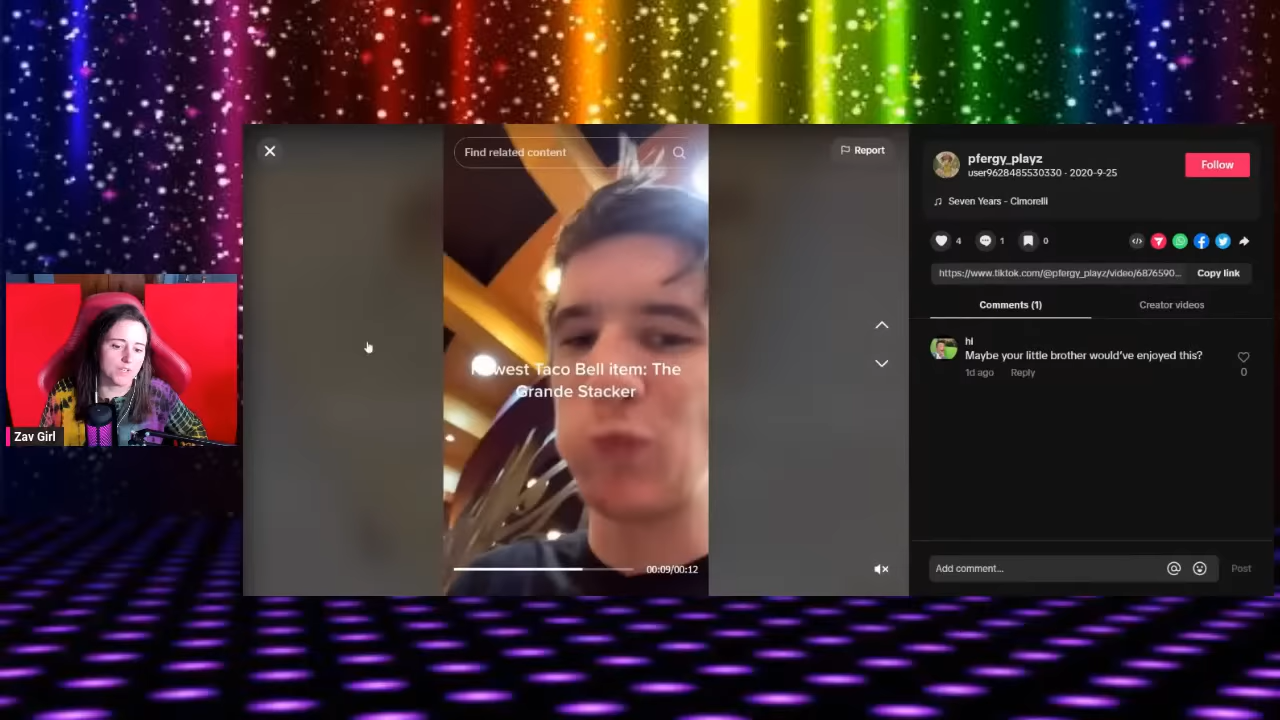 Find related content
Report
west Taco Bell item: The
Grande Stacker
00:09/00:12
Zav Girl
pfergy_playz
user9628485530330 · 2020-9-25
Follow
Seven Years - Cimorelli
4
1
0
https://www.tiktok.com/@pfergy_playz/video/6876590...
Copy link
Comments (1)
Creator videos
hi
Maybe your little brother would've enjoyed this?
1d ago
Reply
0
Add comment...
Post